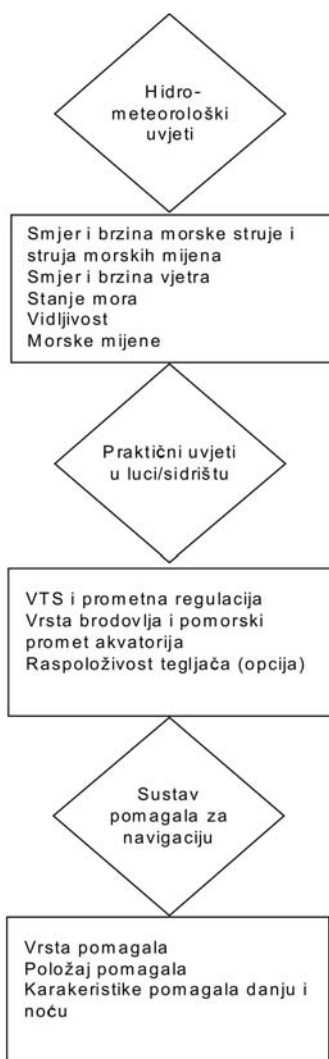 Hidro-
meteorološki
uvjeti
Smjer i brzina morske struje i
struja morskih mijena
Smjer i brzina vjetra
Stanje mora
Vidljivost
Morske mijene
Praktični uvjeti
u luci/sidrištu
VTS i prometna regulacija
Vrsta brodovlja i pomorski
promet akvatorija
Raspoloživost tegljača (opcija)
Sustav
pomagala za
navigaciju
Vrsta pomagala
Položaj pomagala
Karakeristike pomagala danju i
noću